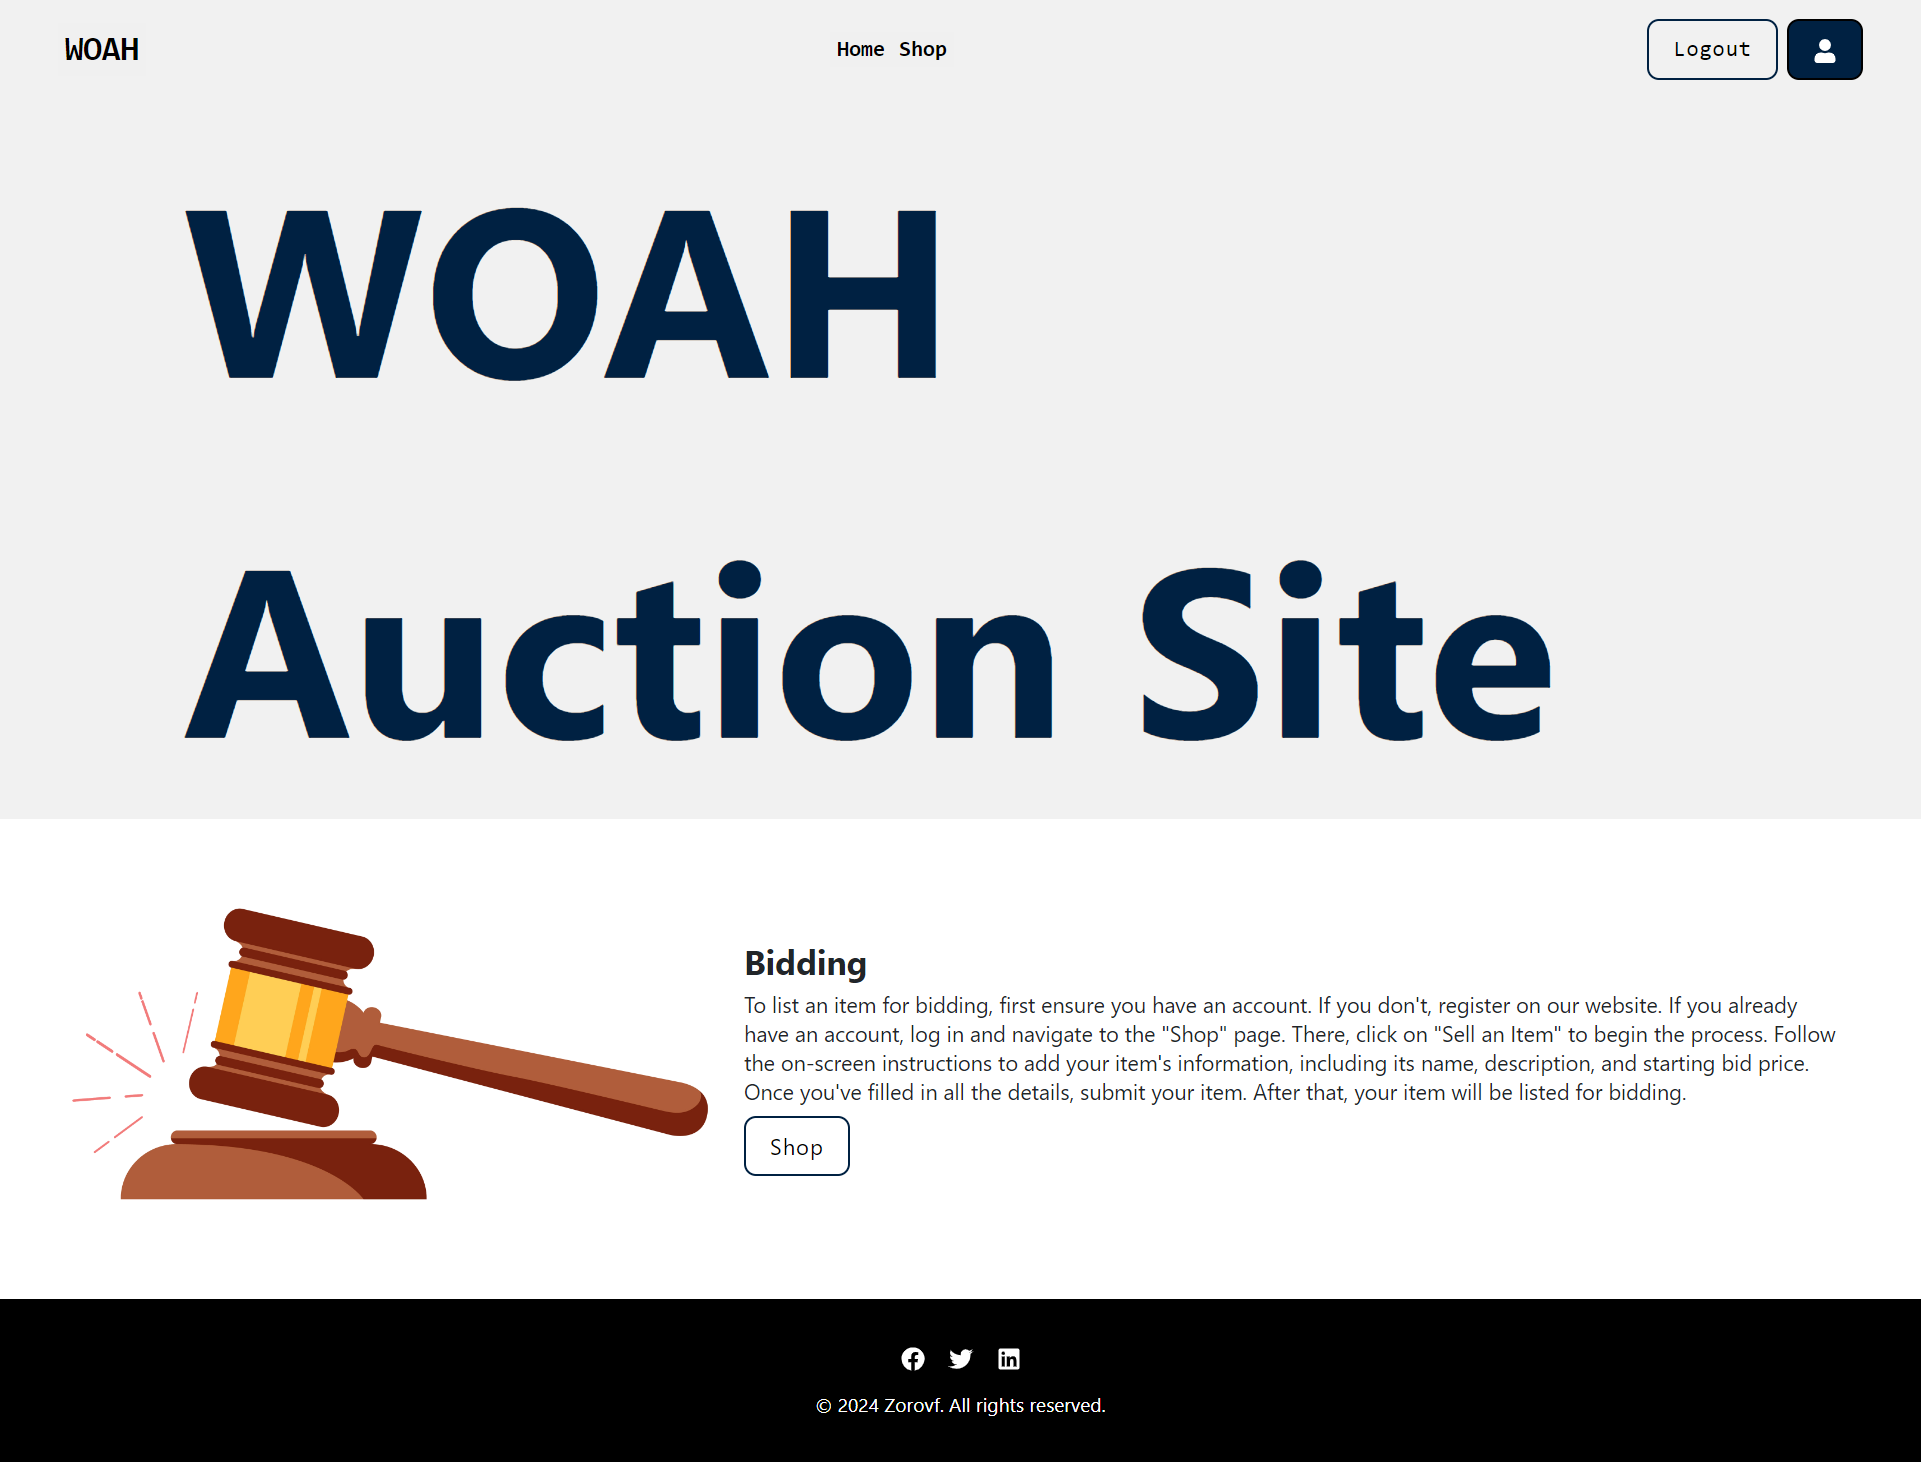 WOAH
Home Shop
Logout
WOAH
Auction Site
Bidding
To list an item for bidding, first ensure you have an account. If you don't, register on our website. If you already
have an account, log in and navigate to the "Shop" page. There, click on "Sell an Item" to begin the process. Follow
the on-screen instructions to add your item's information, including its name, description, and starting bid price.
Once you've filled in all the details, submit your item. After that, your item will be listed for bidding.
Shop
© 2024 Zorovf. All rights reserved.